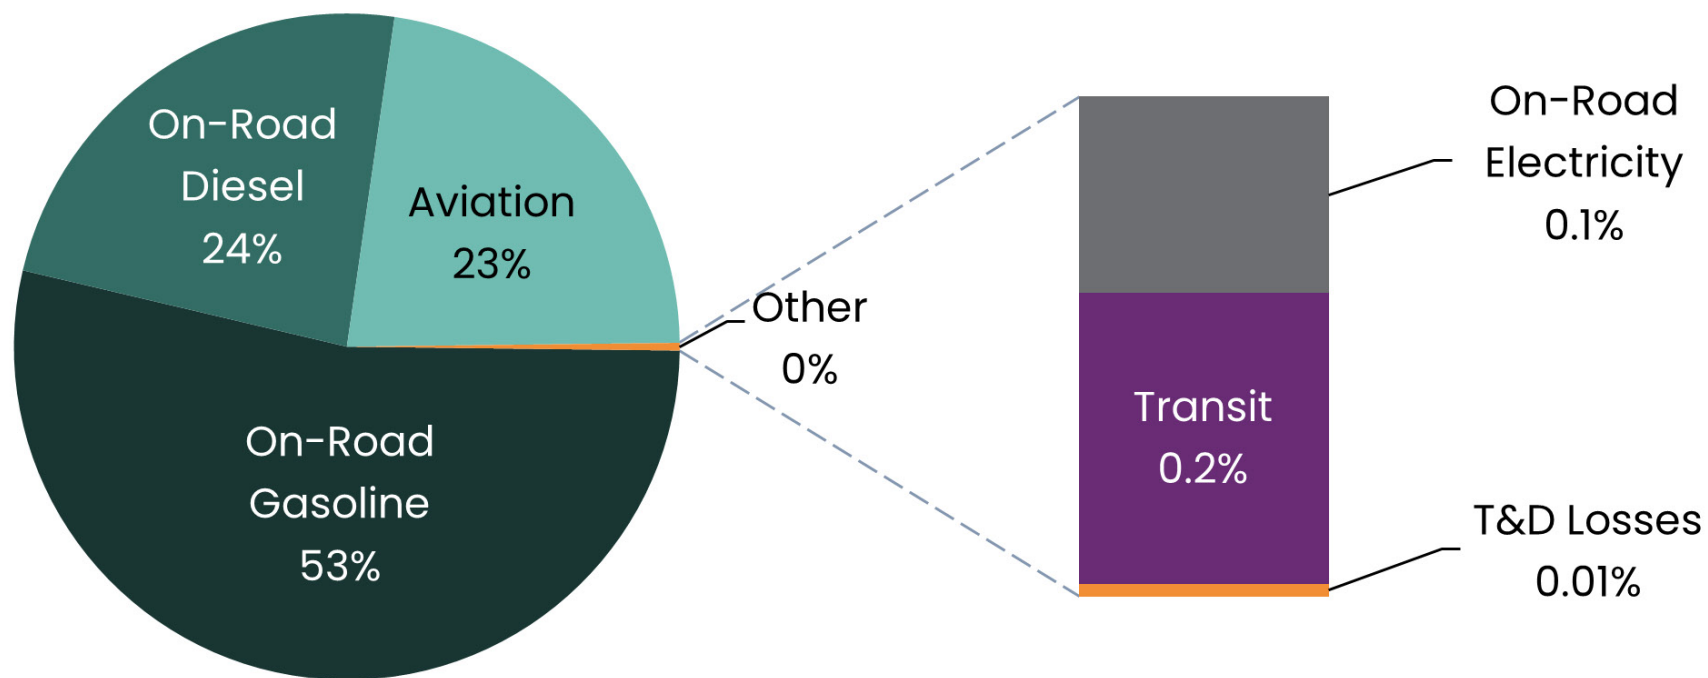 On-Road
Diesel
24%
Aviation
23%
On-Road
Gasoline
53%
Other
0%
On-Road
Electricity
0.1%
Transit
0.2%
T&D Losses
0.01%